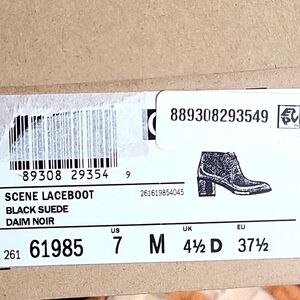 889308293549
89308 29354 9
SCENE LACEBOOT
261619854045
BLACK SUEDE
DAIM NOIR
US UK EU
261 61985 7 M 4½ D 37½